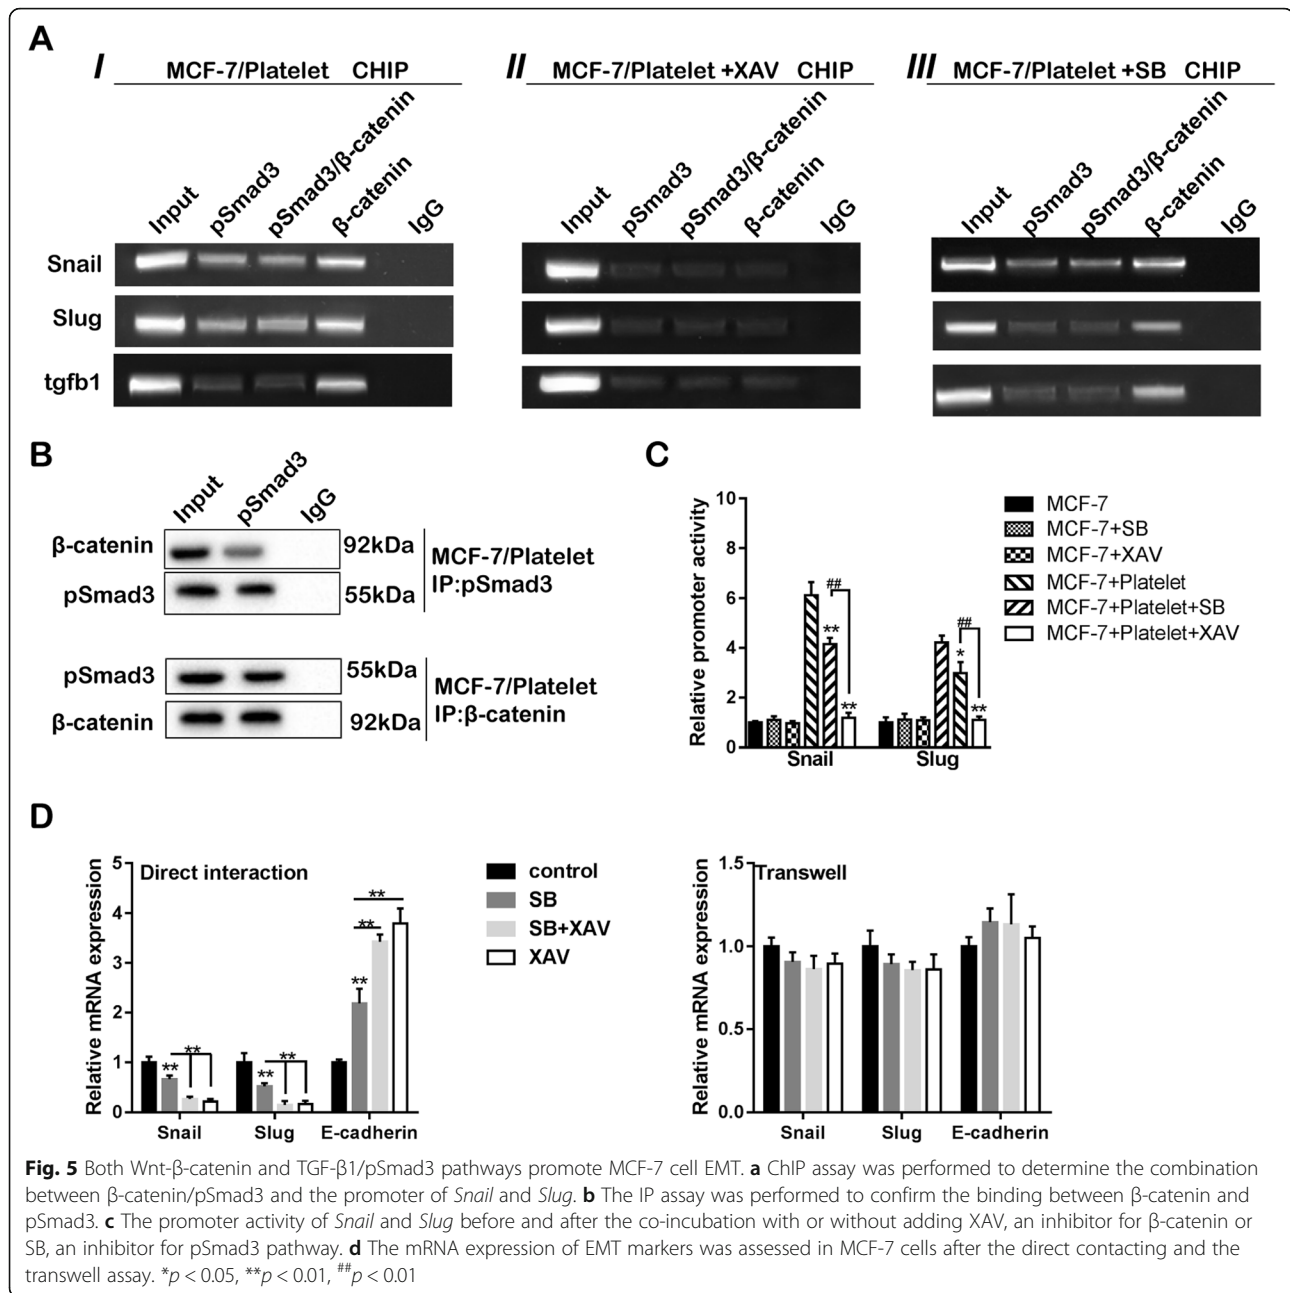 A
I MCF-7/Platelet CHIP
II MCF-7/Platelet +XAV CHIP
III MCF-7/Platelet +SB CHIP
Input pSmad3 pSmad3/β-catenin β-catenin IgG
Input pSmad3 pSmad3/β-catenin β-catenin IgG
Input pSmad3 pSmad3/β-catenin β-catenin IgG
Snail
Slug
tgfb1
B
Input pSmad3 IgG
β-catenin 92kDa
pSmad3 55kDa
MCF-7/Platelet
IP:pSmad3
pSmad3 55kDa
β-catenin 92kDa
MCF-7/Platelet
IP:β-catenin
C
Relative promoter activity
10
8
6
4
2
0
##
**
**
##
*
**
Snail Slug
MCF-7
MCF-7+SB
MCF-7+XAV
MCF-7+Platelet
MCF-7+Platelet+SB
MCF-7+Platelet+XAV
D
Relative mRNA expression
5
4
3
2
1
0
Direct interaction
**
**
**
**
**
**
**
Snail Slug E-cadherin
control
SB
SB+XAV
XAV
Relative mRNA expression
1.5
1.0
0.5
0.0
Transwell
Snail Slug E-cadherin
Fig. 5 Both Wnt-β-catenin and TGF-β1/pSmad3 pathways promote MCF-7 cell EMT. a ChIP assay was performed to determine the combination
between β-catenin/pSmad3 and the promoter of Snail and Slug. b The IP assay was performed to confirm the binding between β-catenin and
pSmad3. c The promoter activity of Snail and Slug before and after the co-incubation with or without adding XAV, an inhibitor for β-catenin or
SB, an inhibitor for pSmad3 pathway. d The mRNA expression of EMT markers was assessed in MCF-7 cells after the direct contacting and the
transwell assay. *p < 0.05, **p < 0.01, ##p < 0.01